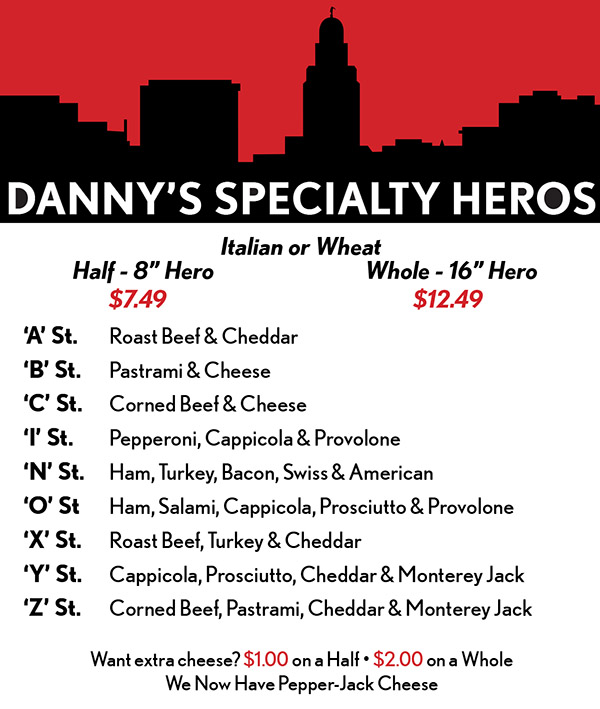 DANNY'S SPECIALTY HEROS
Italian or Wheat
Half - 8” Hero Whole - 16” Hero
$7.49 $12.49
‘A’ St. Roast Beef & Cheddar
‘B’ St. Pastrami & Cheese
‘C’ St. Corned Beef & Cheese
‘I’ St. Pepperoni, Cappicola & Provolone
‘N’ St. Ham, Turkey, Bacon, Swiss & American
‘O’ St Ham, Salami, Cappicola, Prosciutto & Provolone
‘X’ St. Roast Beef, Turkey & Cheddar
‘Y’ St. Cappicola, Prosciutto, Cheddar & Monterey Jack
‘Z’ St. Corned Beef, Pastrami, Cheddar & Monterey Jack
Want extra cheese? $1.00 on a Half • $2.00 on a Whole
We Now Have Pepper-Jack Cheese